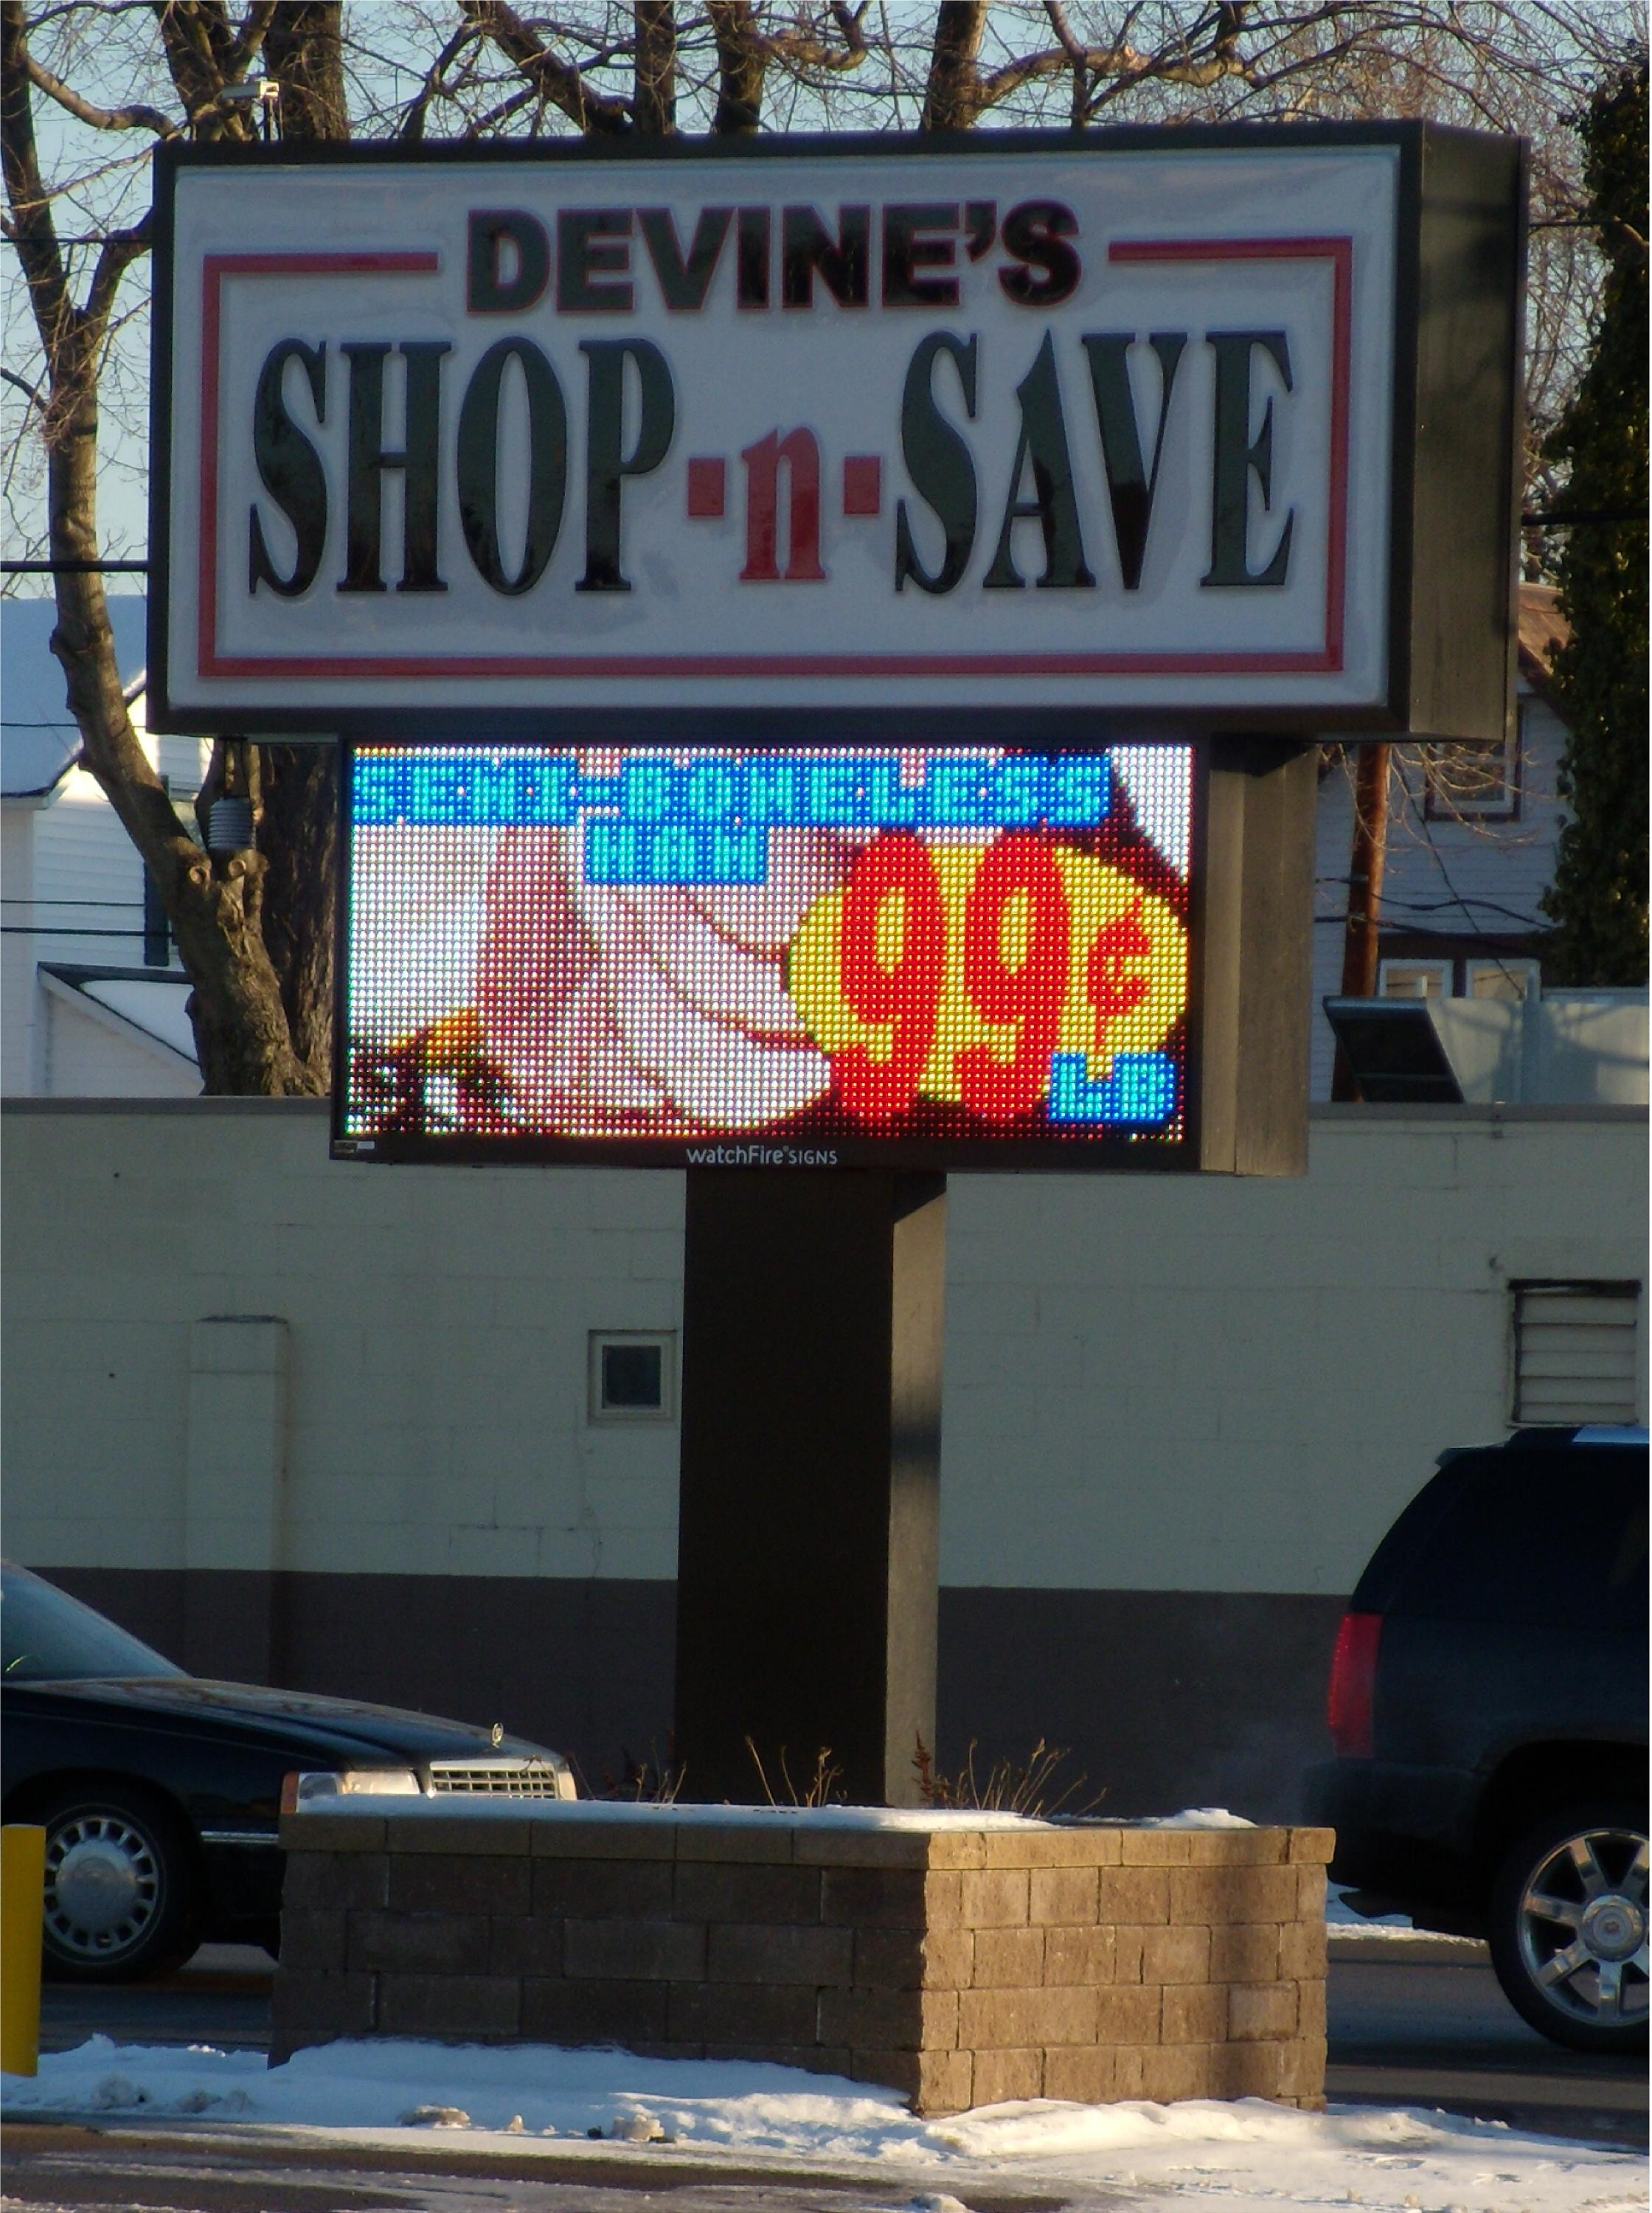 DEVINE'S
SHOP-n-SAVE
SEMI-BONELESS
HAM
99¢
LB
watchFire SIGNS